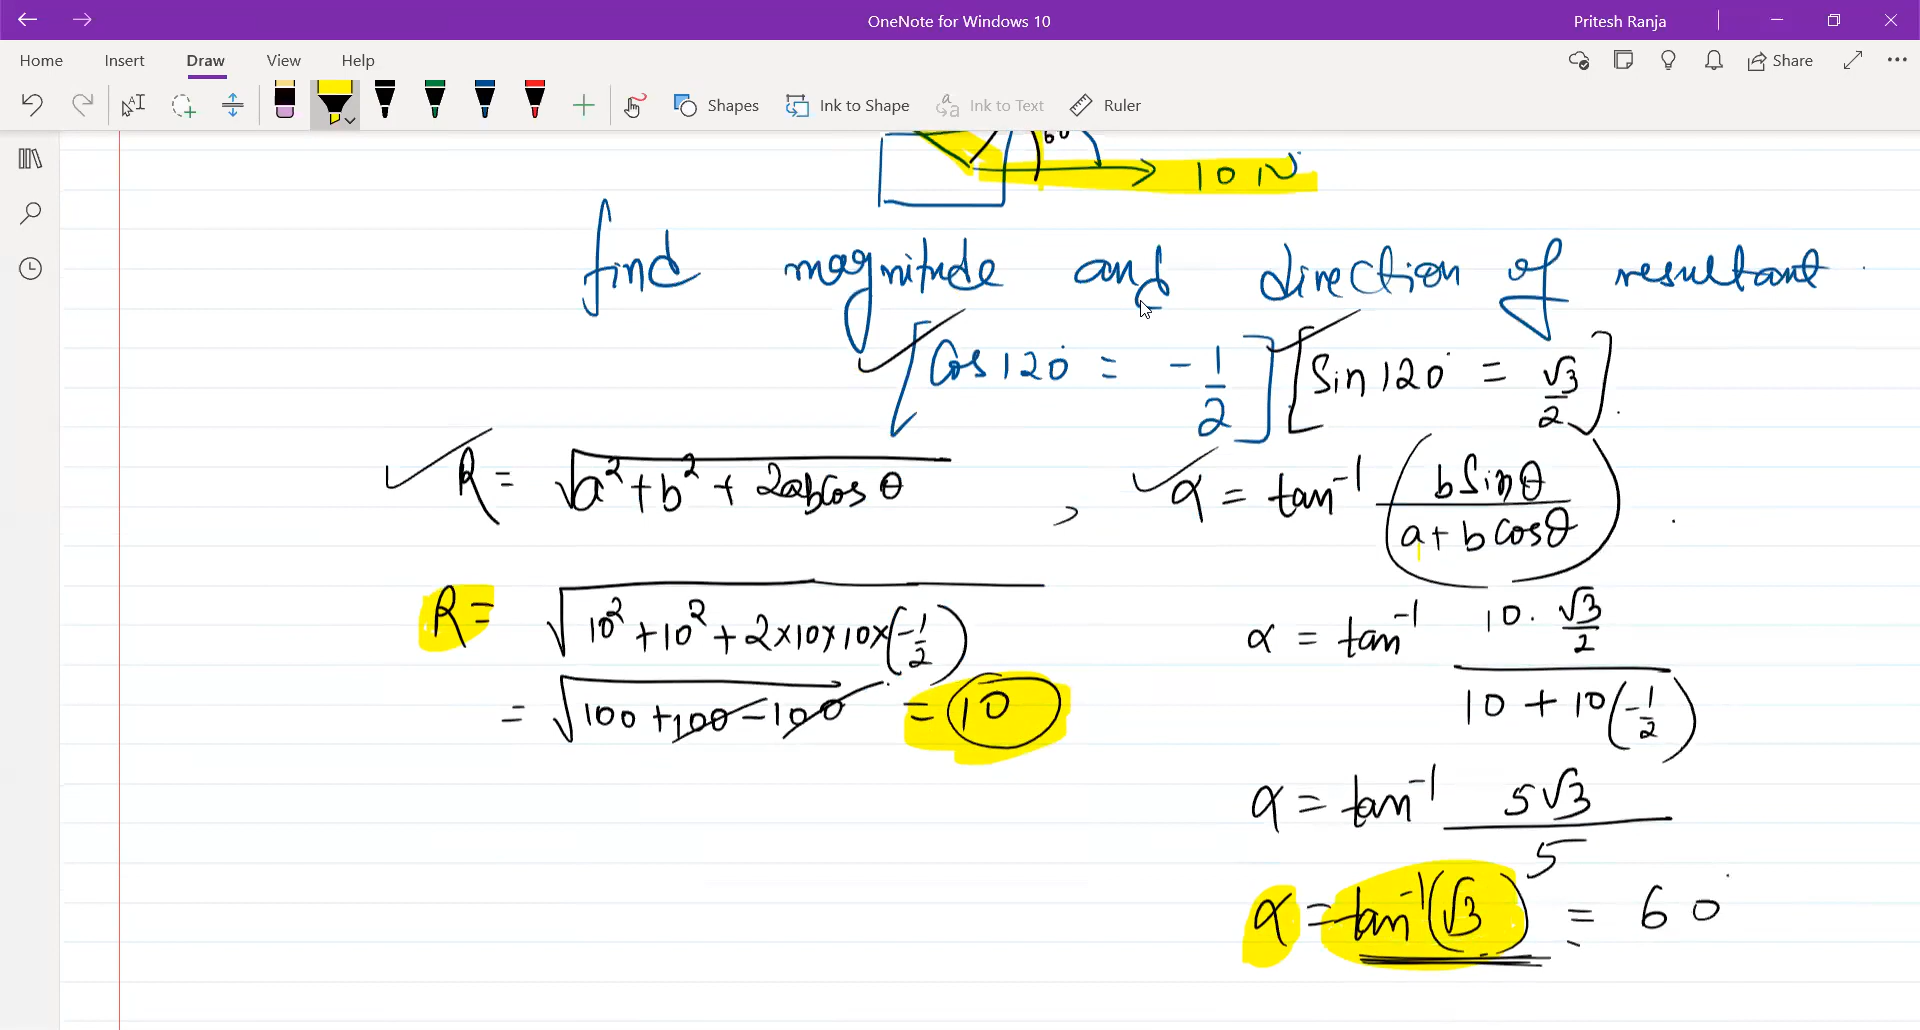 OneNote for Windows 10
Pritesh Ranja
Home Insert Draw View Help
Share
Shapes Ink to Shape Ink to Text Ruler
60
10 N
find magnitude and direction of resultant
[Cos 120° = -1/2] [Sin 120° = √3/2].
R = √(a² + b² + 2ab cos θ) , α = tan⁻¹ (b Sin θ / a + b cos θ) .
R = √(10² + 10² + 2×10×10×(-1/2))
α = tan⁻¹ 10 · √3/2 / 10 + 10(-1/2)
= √(100 + 100 - 100) = 10
α = tan⁻¹ 5√3 / 5
α = tan⁻¹(√3) = 60°